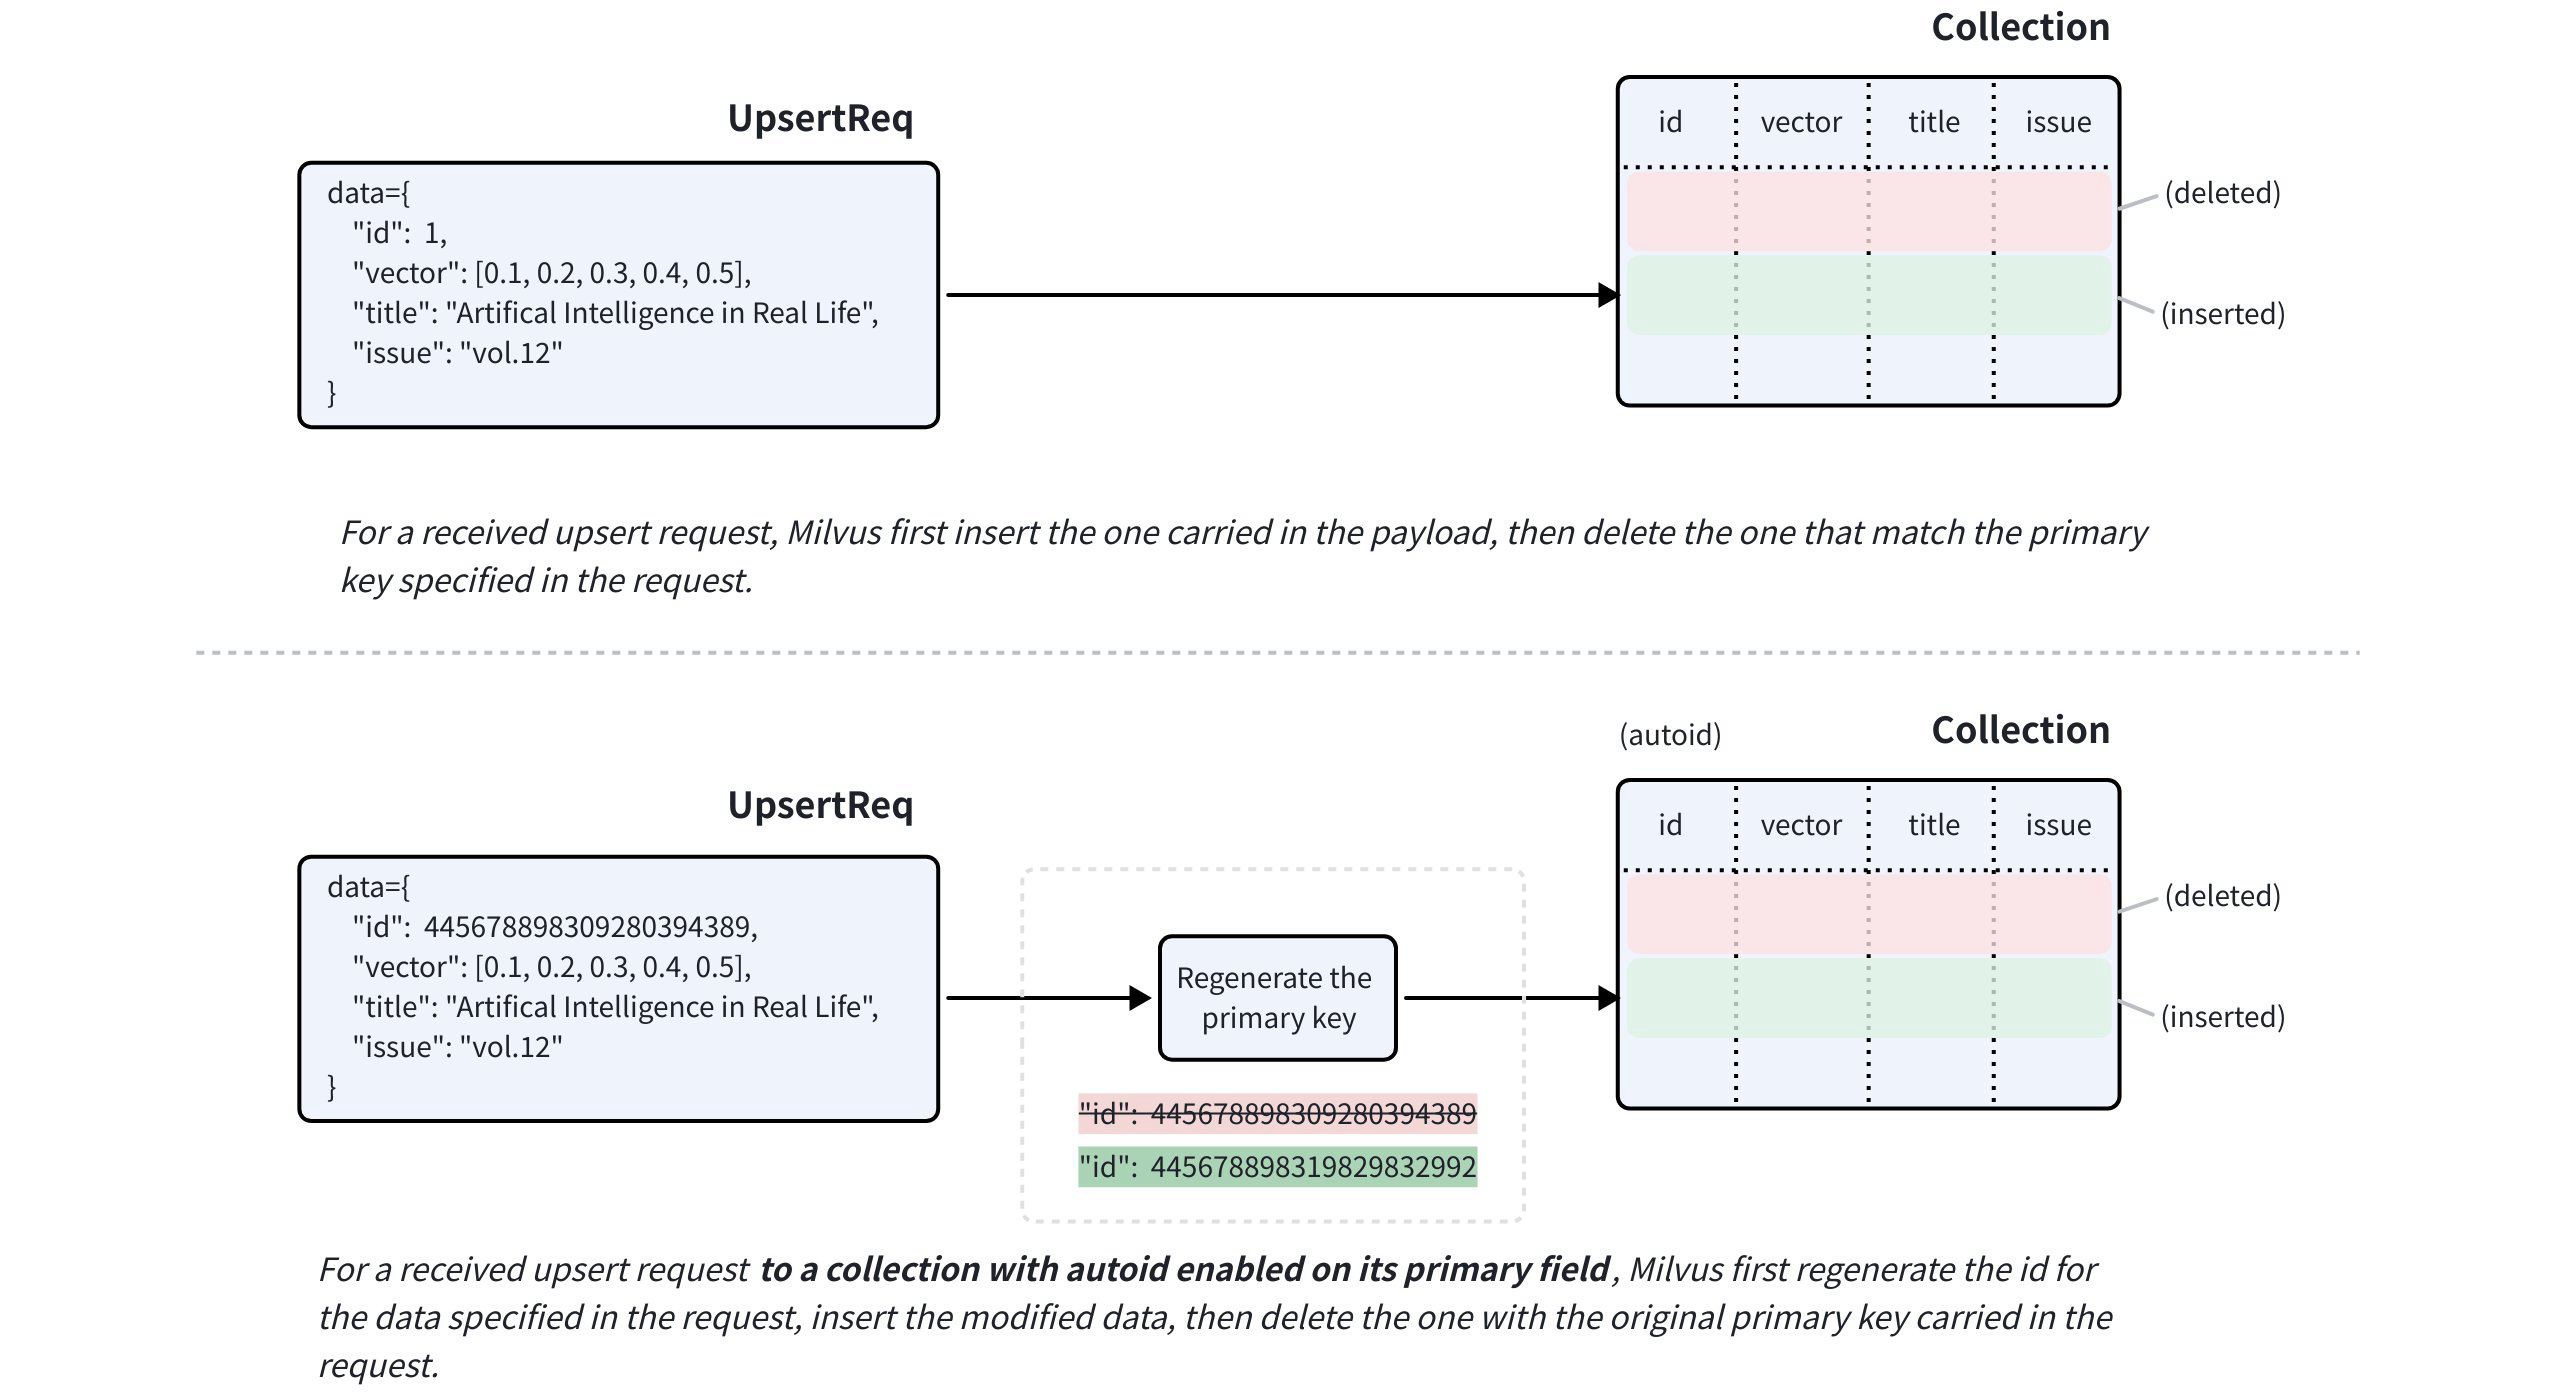 Collection
UpsertReq
id vector title issue
data={
"id": 1,
"vector": [0.1, 0.2, 0.3, 0.4, 0.5],
"title": "Artifical Intelligence in Real Life",
"issue": "vol.12"
}
(deleted)
(inserted)
For a received upsert request, Milvus first insert the one carried in the payload, then delete the one that match the primary
key specified in the request.
(autoid)
Collection
UpsertReq
id vector title issue
data={
"id": 445678898309280394389,
"vector": [0.1, 0.2, 0.3, 0.4, 0.5],
"title": "Artifical Intelligence in Real Life",
"issue": "vol.12"
}
Regenerate the
primary key
"id": 445678898309280394389
"id": 445678898319829832992
(deleted)
(inserted)
For a received upsert request to a collection with autoid enabled on its primary field, Milvus first regenerate the id for
the data specified in the request, insert the modified data, then delete the one with the original primary key carried in the
request.